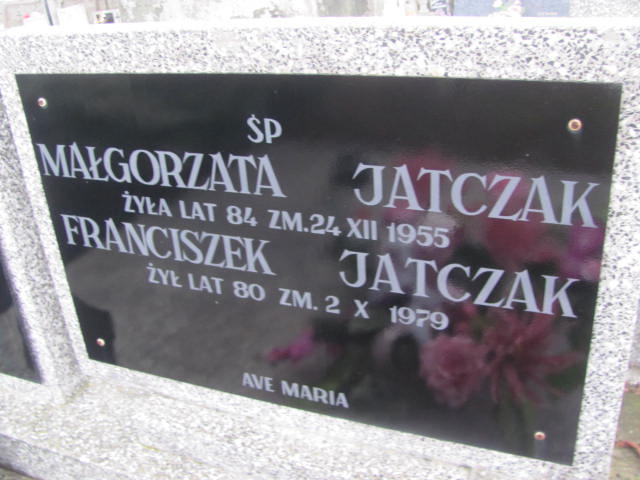 ŚP
MAŁGORZATA JATCZAK
ŻYŁA LAT 84 ZM. 24 XII 1955
FRANCISZEK JATCZAK
ŻYŁ LAT 80 ZM. 2 X 1979
AVE MARIA